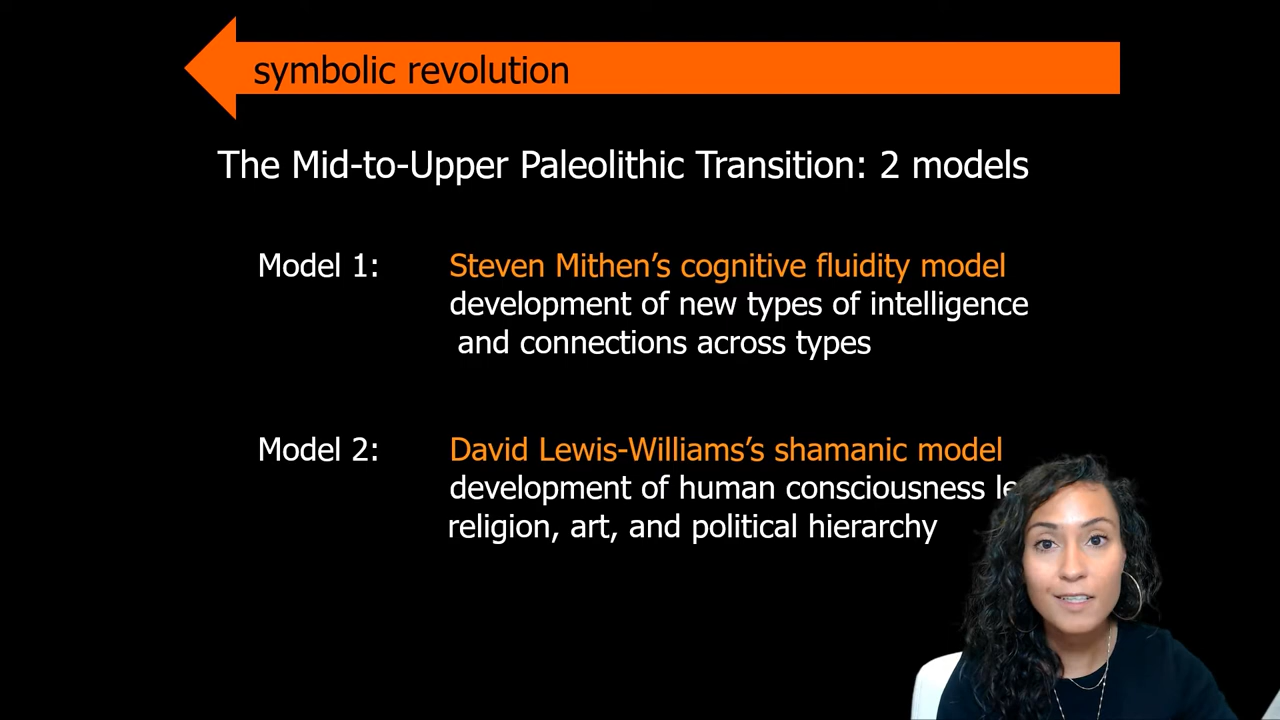 symbolic revolution
The Mid-to-Upper Paleolithic Transition: 2 models
Model 1: Steven Mithen’s cognitive fluidity model
development of new types of intelligence
and connections across types
Model 2: David Lewis-Williams’s shamanic model
development of human consciousness
religion, art, and political hierarchy